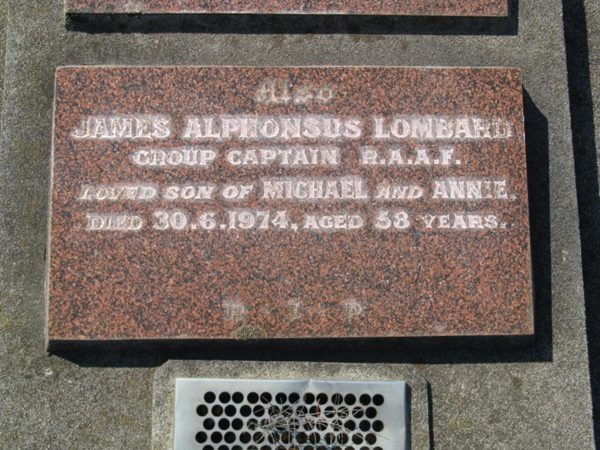 Also
JAMES ALPHONSUS LOMBARD
GROUP CAPTAIN R.A.A.F.
LOVED SON OF MICHAEL AND ANNIE.
DIED 30.6.1974, AGED 58 YEARS.
R · I · P